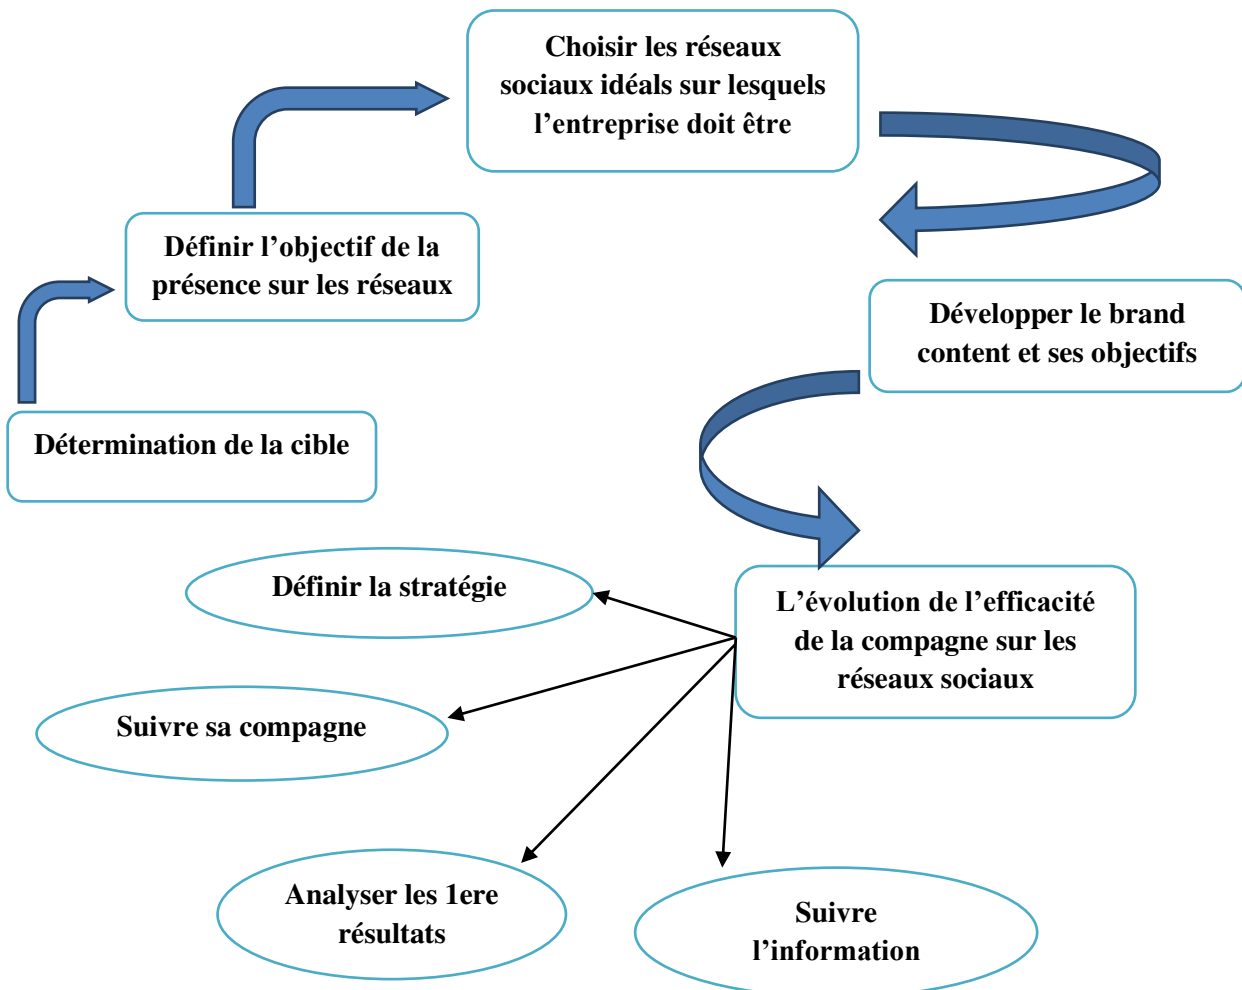 Choisir les réseaux
sociaux idéals sur lesquels
l’entreprise doit être
Définir l’objectif de la
présence sur les réseaux
Développer le brand
content et ses objectifs
Détermination de la cible
Définir la stratégie
L’évolution de l’efficacité
de la compagne sur les
réseaux sociaux
Suivre sa compagne
Analyser les 1ere
résultats
Suivre
l’information